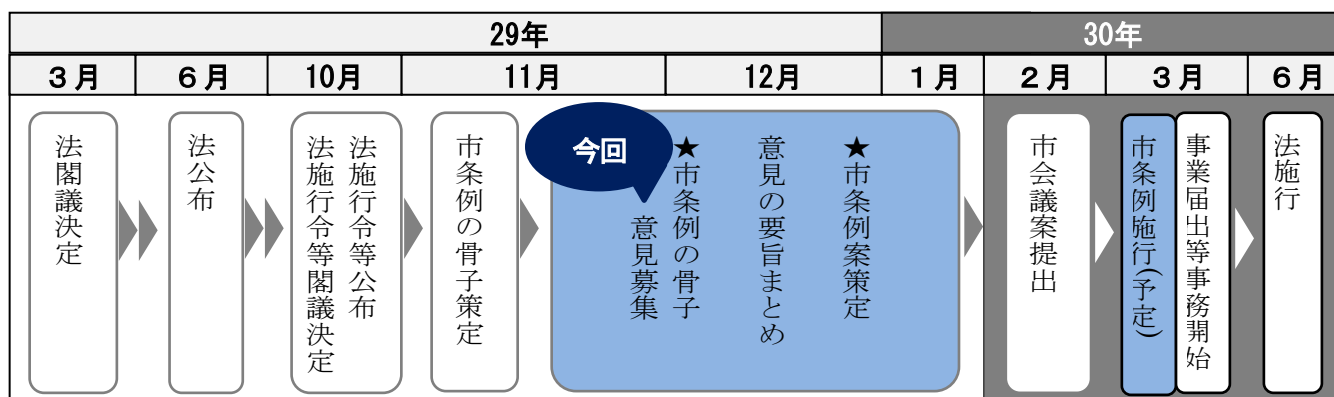 29年
30年
３月
６月
10月
11月
12月
１月
２月
３月
６月
法閣議決定
法公布
法施行令等公布
法施行令等閣議決定
市条例の骨子策定
今回
★市条例の骨子
意見募集
意見の要旨まとめ
★市条例案策定
市会議案提出
市条例施行(予定)
事業届出等事務開始
法施行